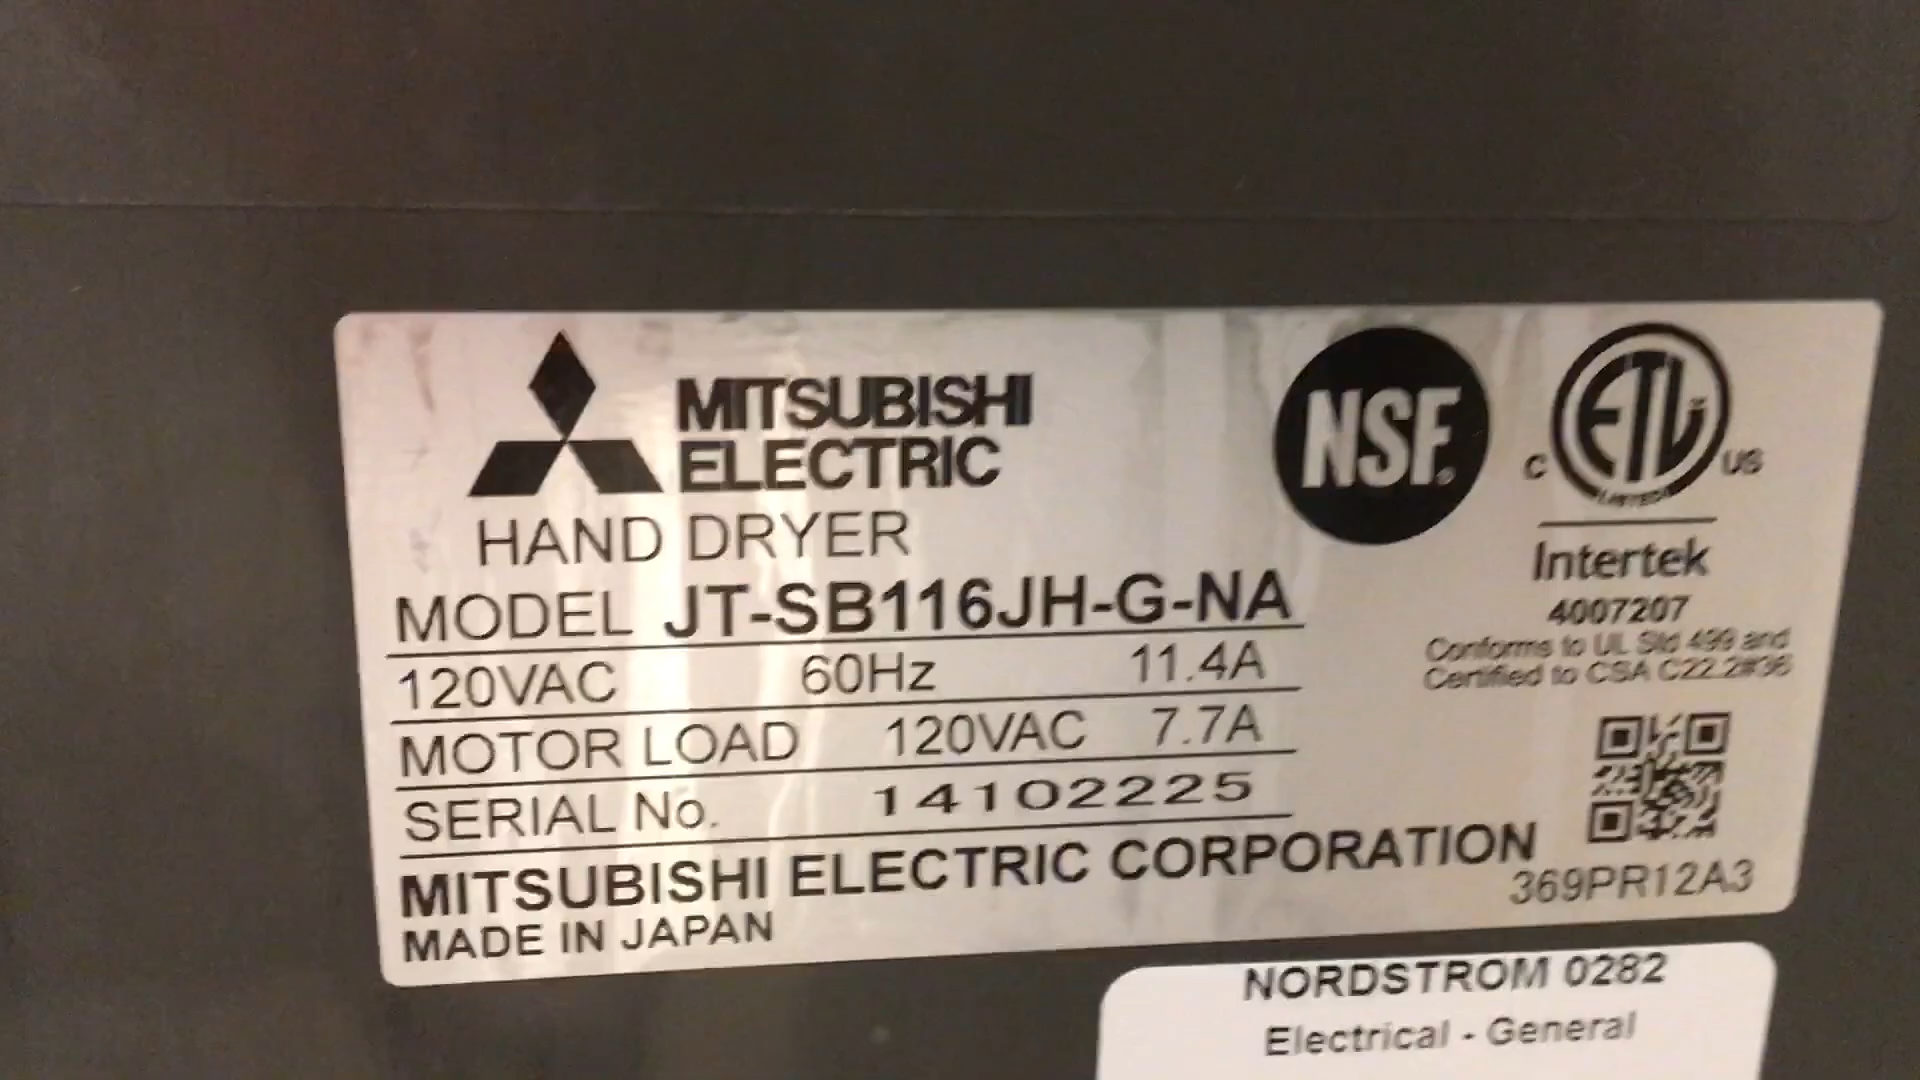 MITSUBISHI
ELECTRIC
HAND DRYER
MODEL JT-SB116JH-G-NA
120VAC 60Hz 11.4A
MOTOR LOAD 120VAC 7.7A
SERIAL No. 14102225
MITSUBISHI ELECTRIC CORPORATION
MADE IN JAPAN
NSF®
ETL
C US
LISTED
Intertek
4007207
Conforms to UL Std 499 and
Certified to CSA C22.2#36
369PR12A3
NORDSTROM 0282
Electrical - General